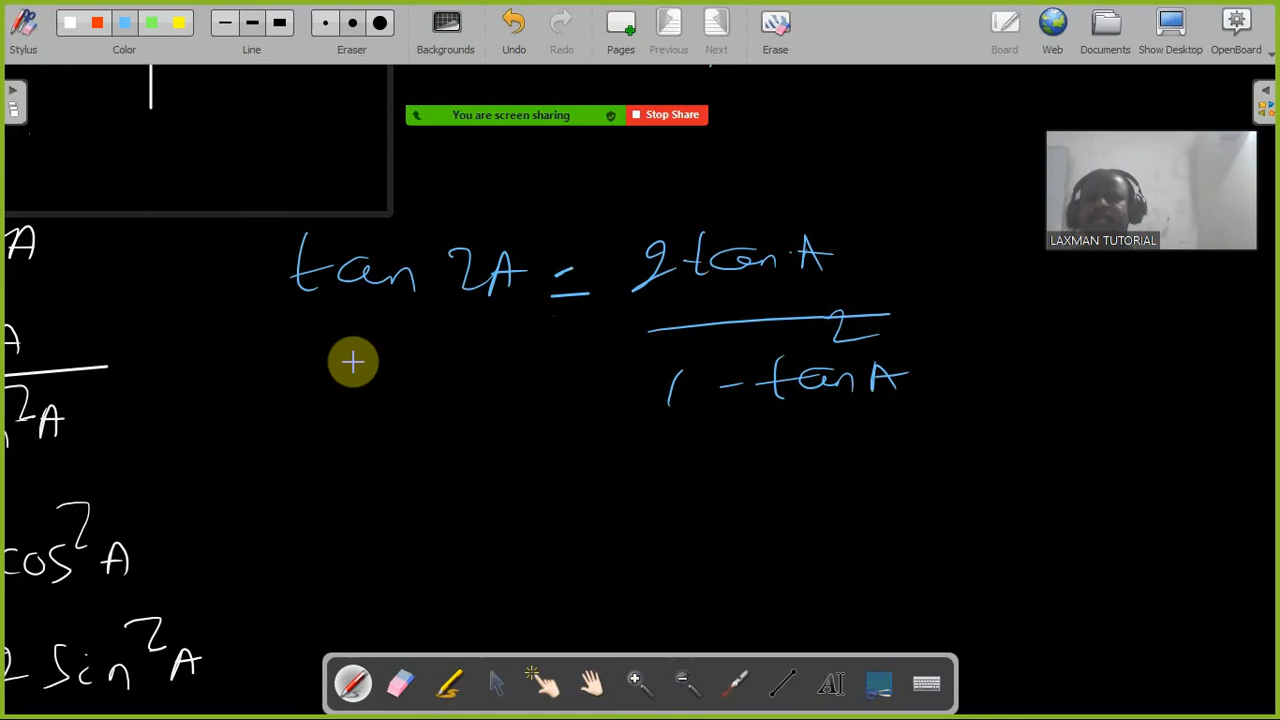 Stylus
Color
Line
Eraser
Backgrounds
Undo
Redo
Pages
Previous
Next
Erase
Board
Web
Documents
Show Desktop
OpenBoard
You are screen sharing
Stop Share
LAXMAN TUTORIAL
A
tan 2A = 2 tan A
1 - tan²A
A
²A
cos²A
2 Sin²A
AI